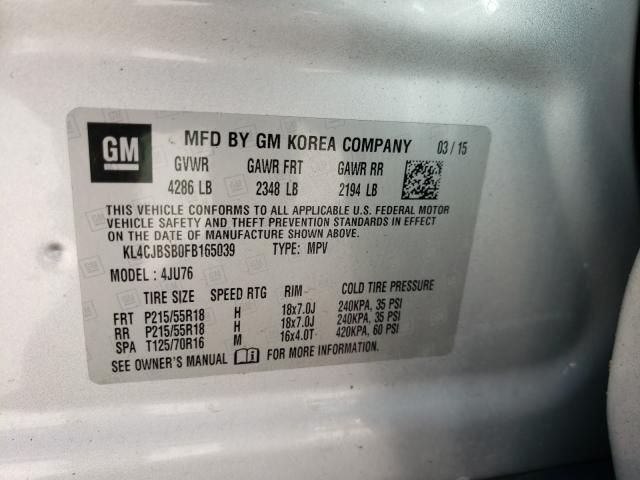 GM MFD BY GM KOREA COMPANY 03/15
GVWR GAWR FRT GAWR RR
4286 LB 2348 LB 2194 LB
THIS VEHICLE CONFORMS TO ALL APPLICABLE U.S. FEDERAL MOTOR
VEHICLE SAFETY AND THEFT PREVENTION STANDARDS IN EFFECT
ON THE DATE OF MANUFACTURE SHOWN ABOVE.
KL4CJBSB0FB165039 TYPE: MPV
MODEL : 4JU76
TIRE SIZE SPEED RTG RIM COLD TIRE PRESSURE
FRT P215/55R18 H 18x7.0J 240KPA, 35 PSI
RR P215/55R18 H 18x7.0J 240KPA, 35 PSI
SPA T125/70R16 M 16x4.0T 420KPA, 60 PSI
SEE OWNER'S MANUAL FOR MORE INFORMATION.